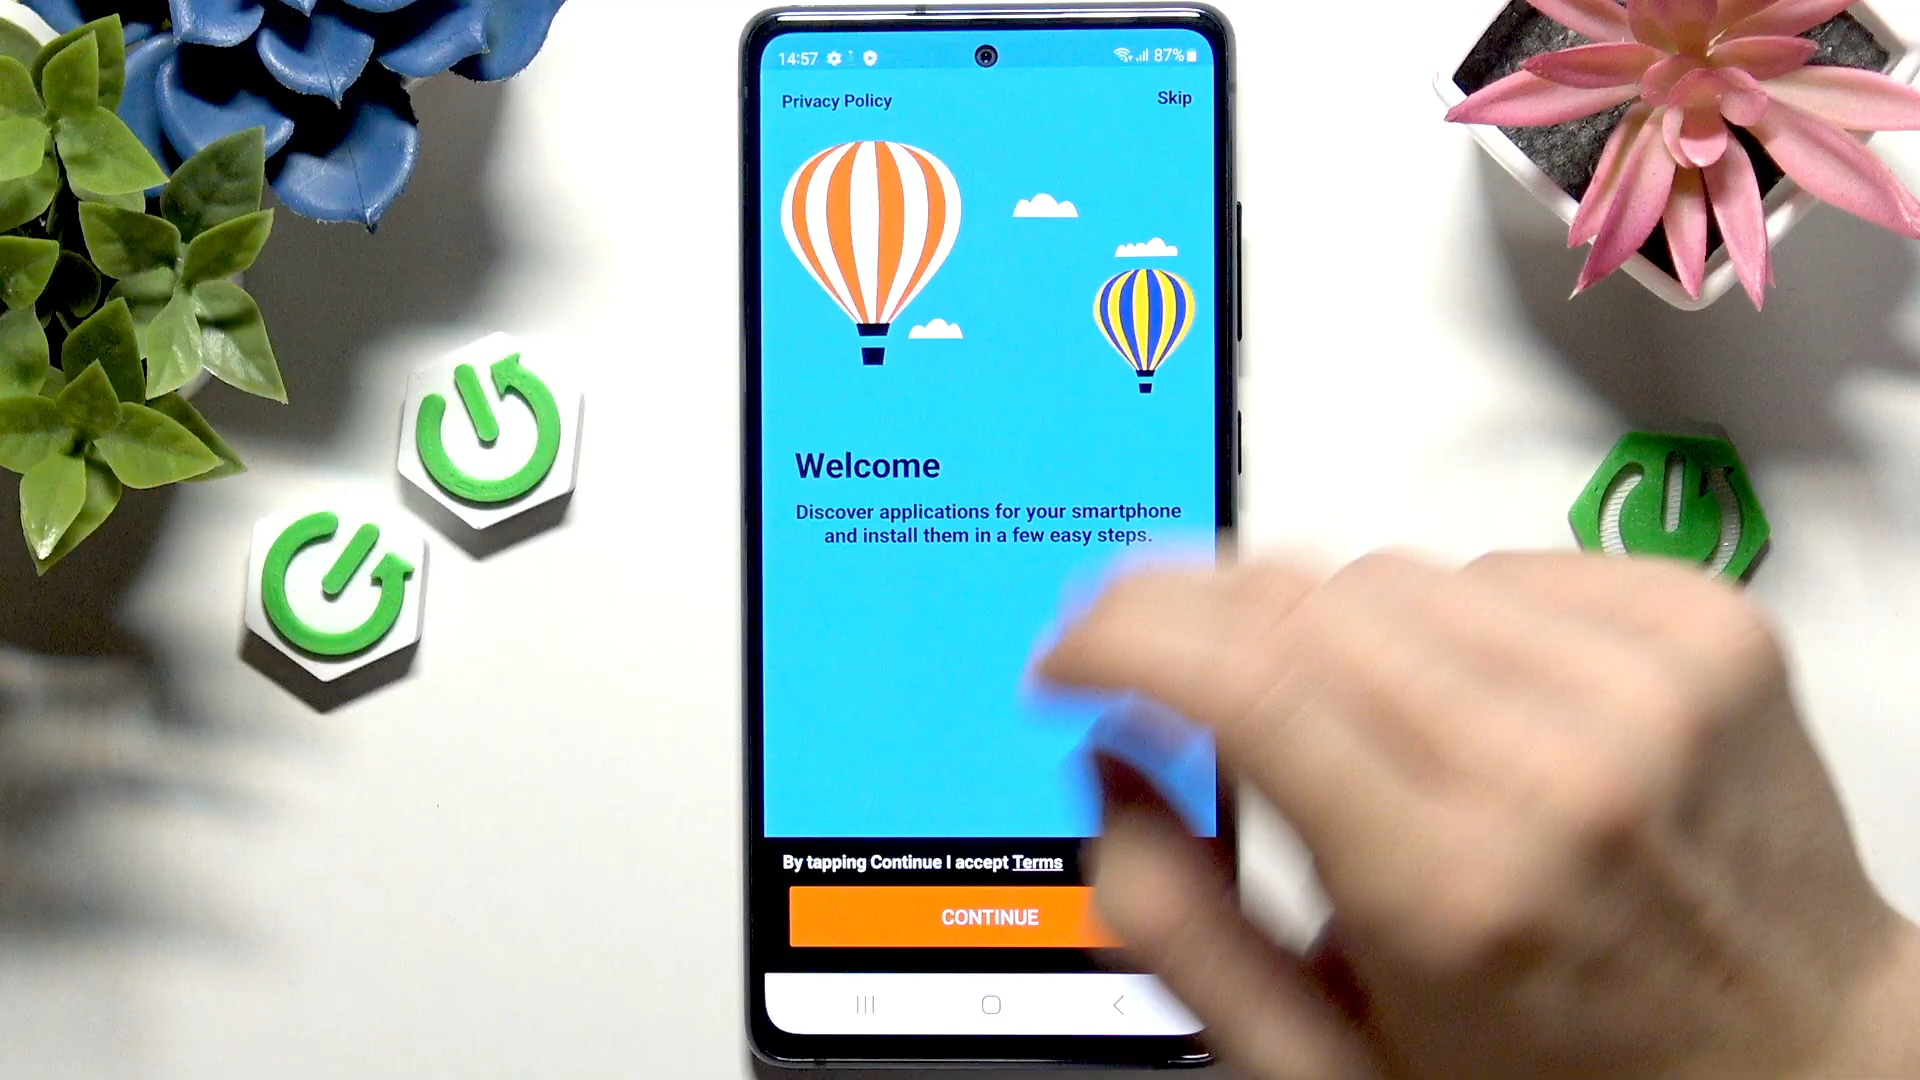 14:57 87%
Privacy Policy Skip
Welcome
Discover applications for your smartphone
and install them in a few easy steps.
By tapping Continue I accept Terms
CONTINUE